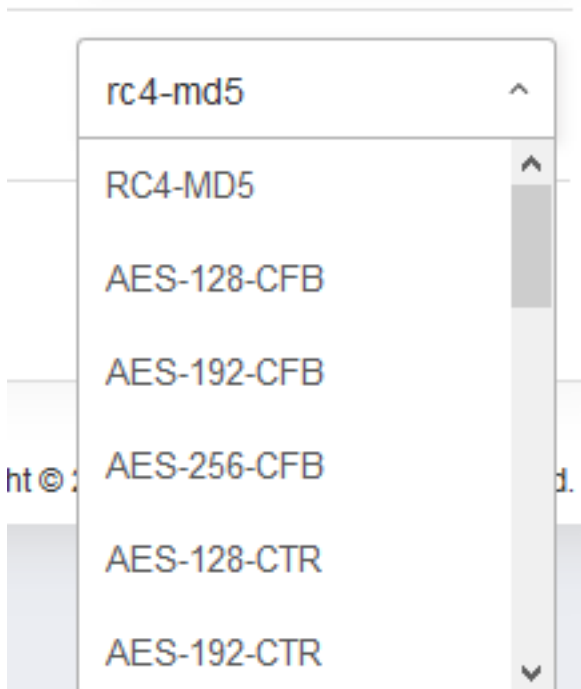 rc4-md5
RC4-MD5
AES-128-CFB
AES-192-CFB
AES-256-CFB
ht ©
d.
AES-128-CTR
AES-192-CTR